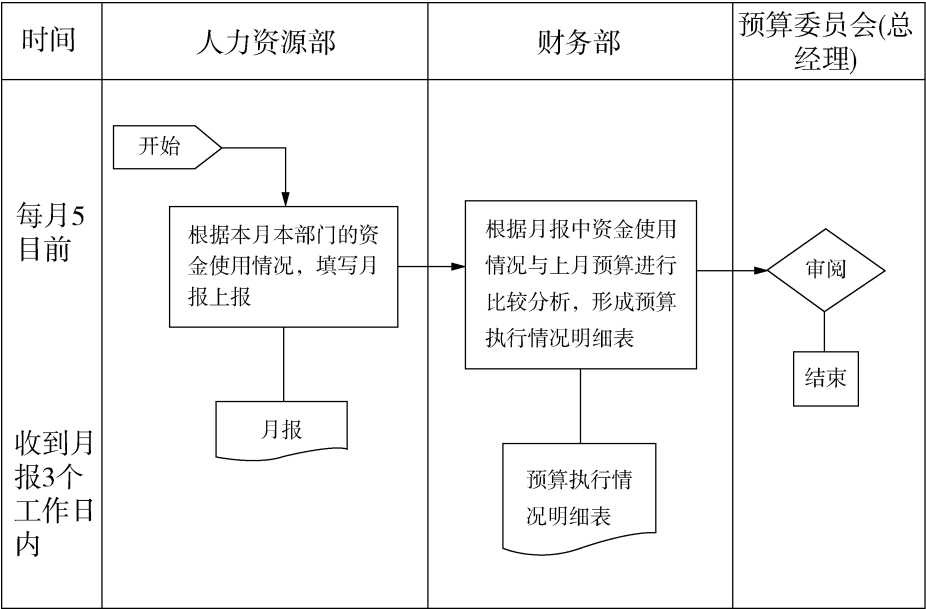 时间
人力资源部
财务部
预算委员会(总
经理)
开始
每月5
目前
根据本月本部门的资
金使用情况，填写月
报上报
根据月报中资金使用
情况与上月预算进行
比较分析，形成预算
执行情况明细表
审阅
结束
月报
收到月
报3个
工作日
内
预算执行情
况明细表